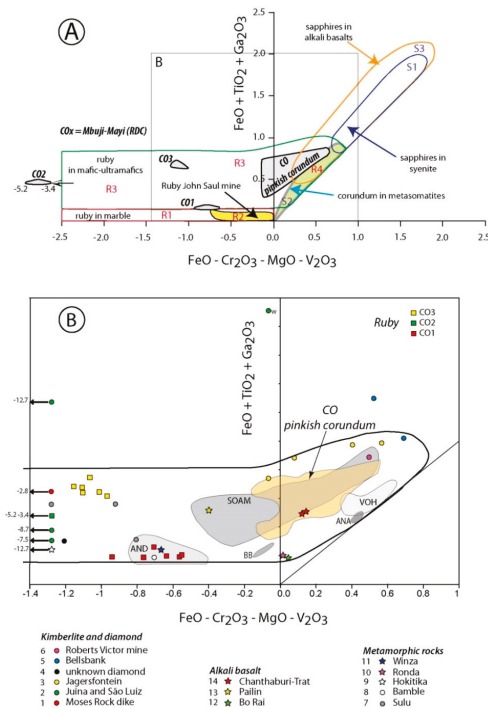 A
FeO + TiO2 + Ga2O3
2.5
2.0
1.5
1.0
0.5
0.0
sapphires in
alkali basalts
S3
S1
B
COx = Mbuji-Mayi (RDC)
CO2
-5.2
-3.4
ruby
in mafic-ultramafics
R3
CO3
R3
CO
pinkish corundum
R4
sapphires in
syenite
Ruby John Saul mine
corundum in metasomatites
CO1
S2
ruby in marble
R1
R2
-2.5
-2.0
-1.5
-1.0
-0.5
0.0
0.5
1.0
1.5
2.0
FeO - Cr2O3 - MgO - V2O3
B
FeO + TiO2 + Ga2O3
Ruby
CO3
CO2
CO1
CO
pinkish corundum
-12.7
-2.8
-5.2
-3.4
-8.7
-7.5
-12.7
SOAM
VOH
ANA
AND
BB
-1.4
-1.2
-1
-0.8
-0.6
-0.4
-0.2
0
0.2
0.4
0.6
0.8
1
FeO - Cr2O3 - MgO - V2O3
Kimberlite and diamond
6 Roberts Victor mine
5 Bellsbank
4 unknown diamond
3 Jagersfontein
2 Juina and São Luiz
1 Moses Rock dike
Alkali basalt
14 Chanthaburi-Trat
13 Pailin
12 Bo Rai
Metamorphic rocks
11 Winza
10 Ronda
9 Hokitika
8 Bamble
7 Sulu